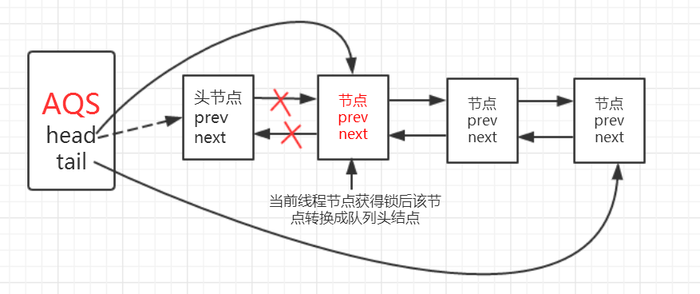 AQS
head
tail
头节点
prev
next
节点
prev
next
节点
prev
next
节点
prev
next
当前线程节点获得锁后该节
点转换成队列头结点